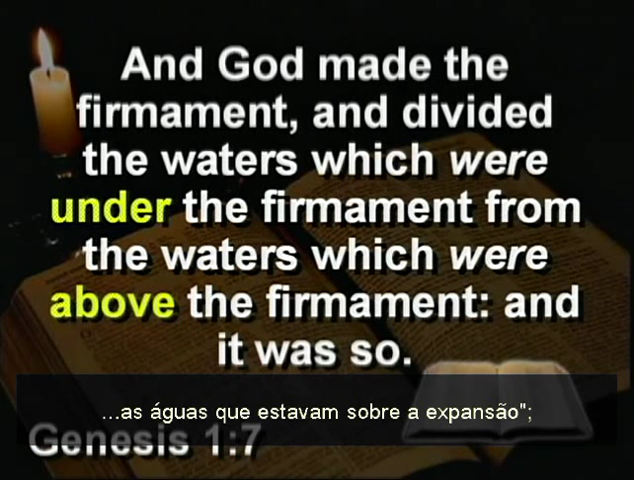 And God made the
firmament, and divided
the waters which were
under the firmament from
the waters which were
above the firmament: and
it was so.
...as águas que estavam sobre a expansão";
Genesis 1:7